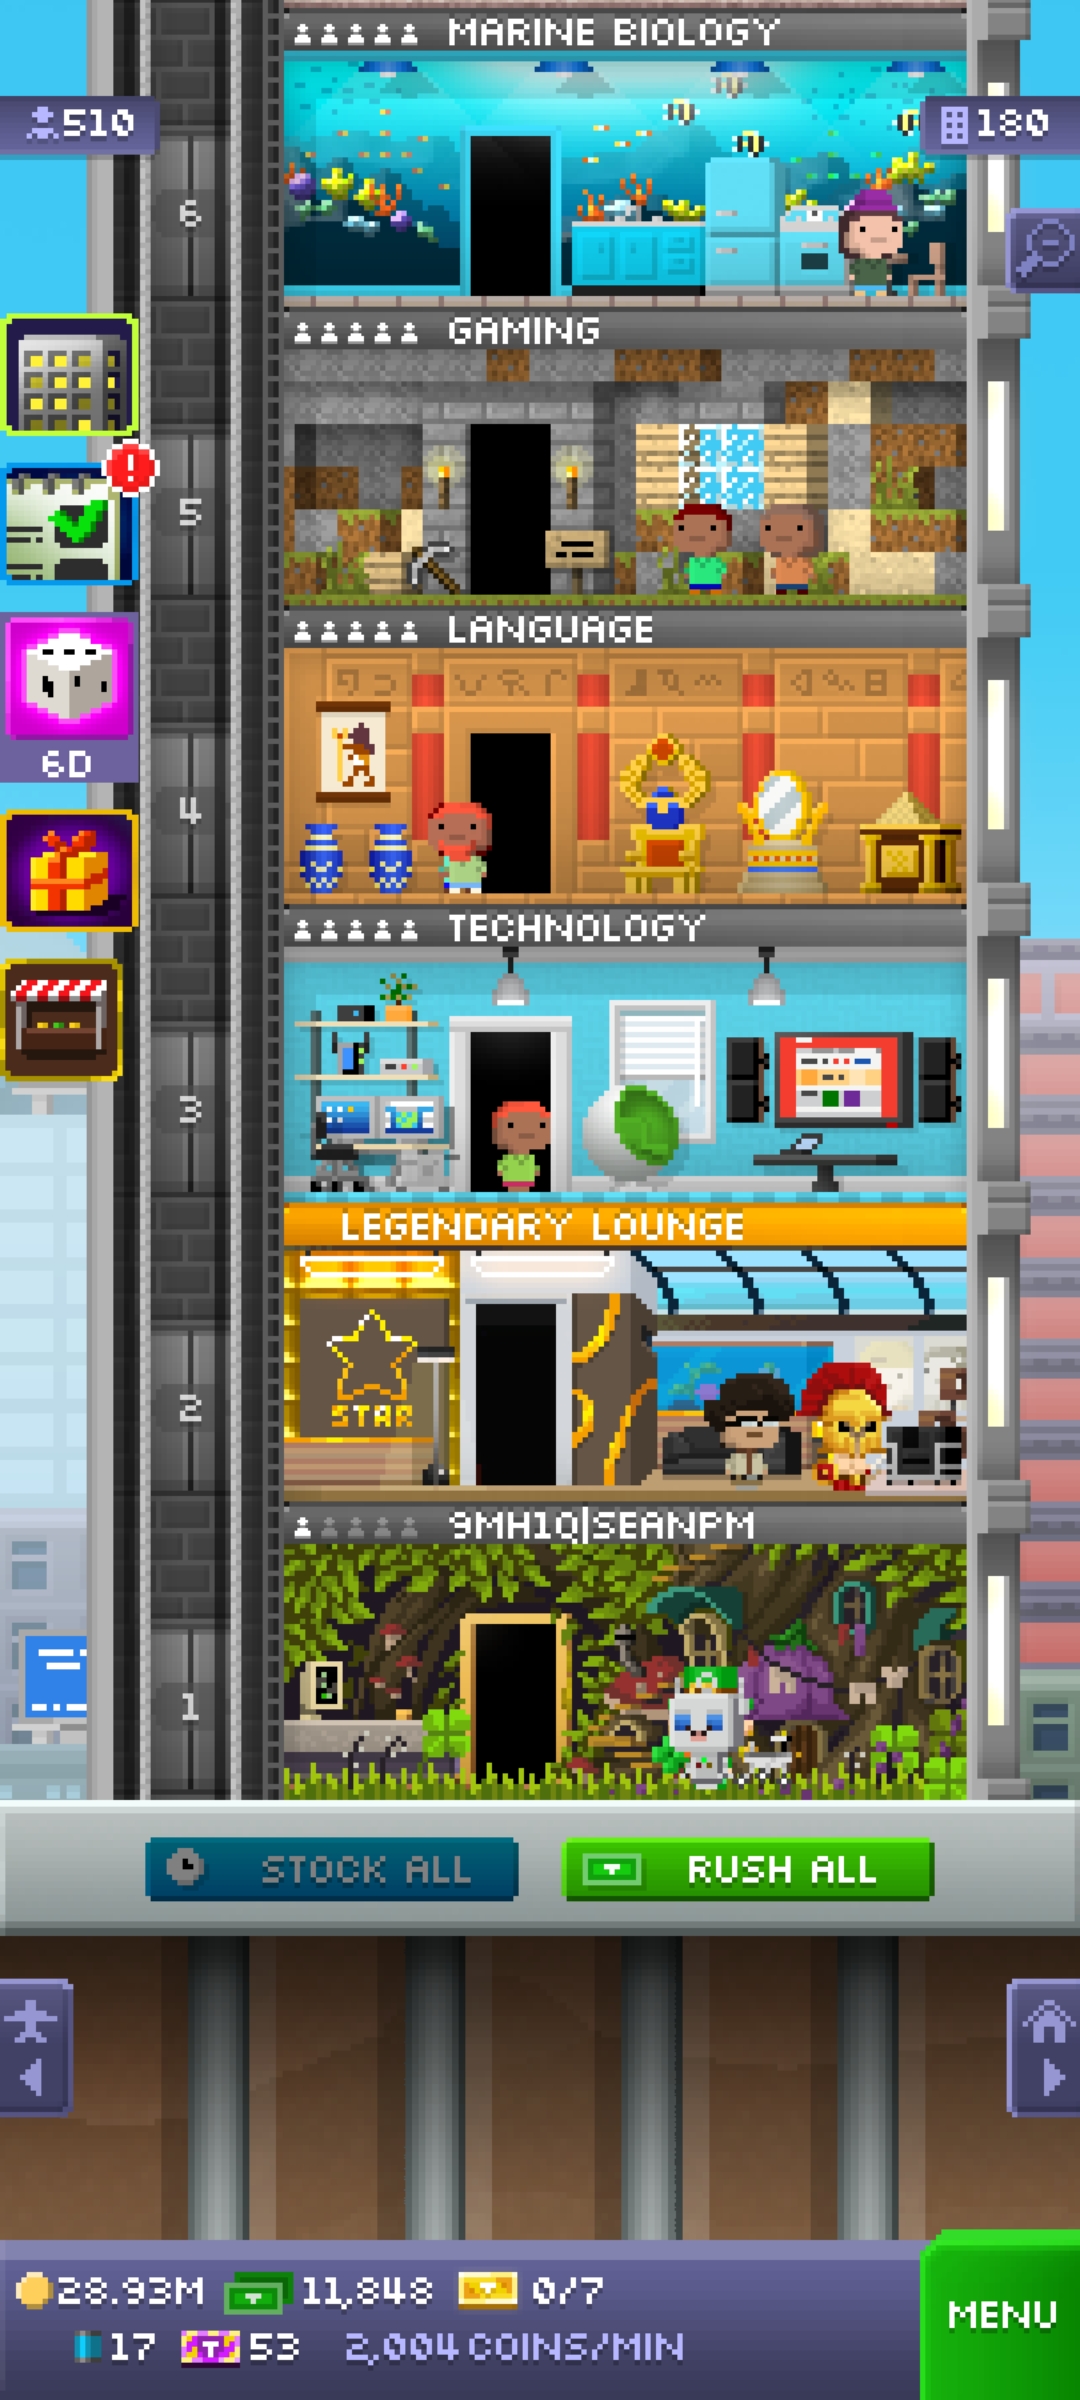 MARINE BIOLOGY
510
180
6
GAMING
5
LANGUAGE
6D
4
TECHNOLOGY
3
LEGENDARY LOUNGE
STAR
2
9MH1Q|SEANPM
1
STOCK ALL
RUSH ALL
28.93M 11,848 0/7
17 53 2,004 COINS/MIN
MENU